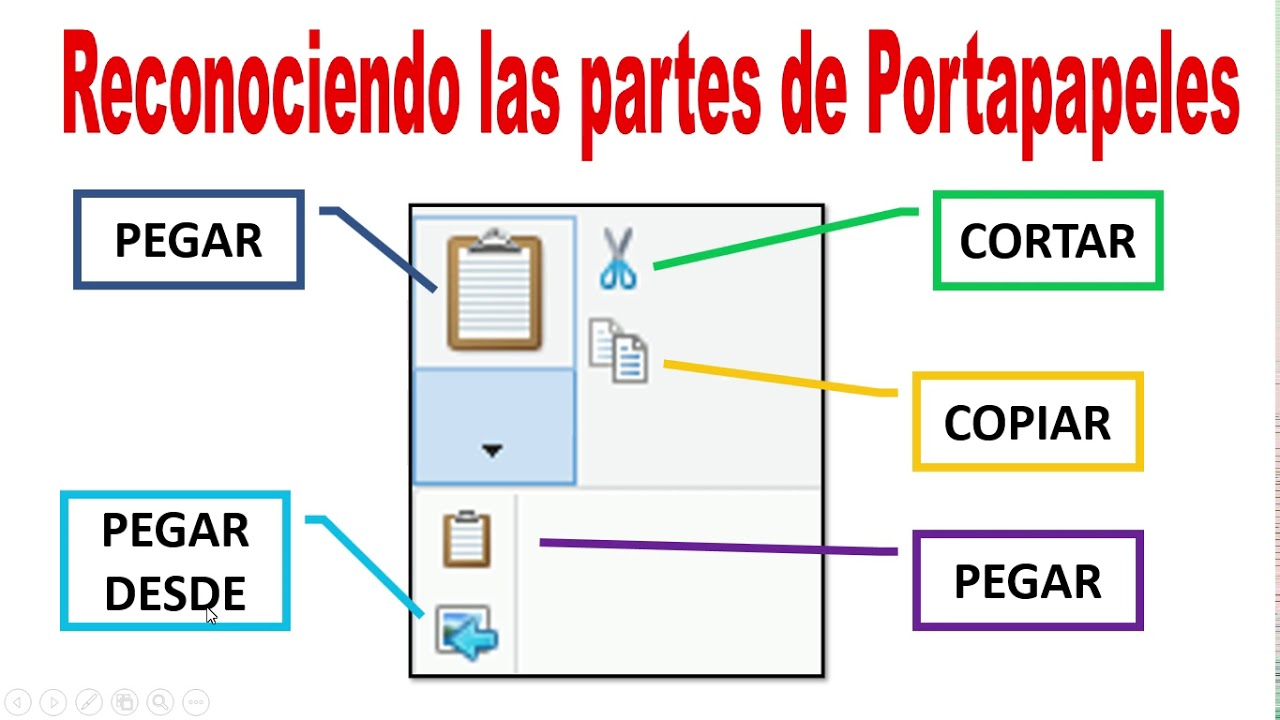 Reconociendo las partes de Portapapeles
PEGAR
CORTAR
COPIAR
PEGAR
DESDE
PEGAR